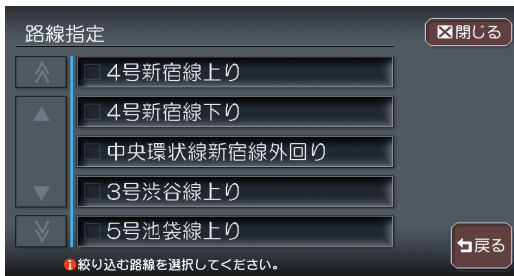 路線指定
閉じる
4号新宿線上り
4号新宿線下り
中央環状線新宿線外回り
3号渋谷線上り
5号池袋線上り
戻る
絞り込む路線を選択してください。